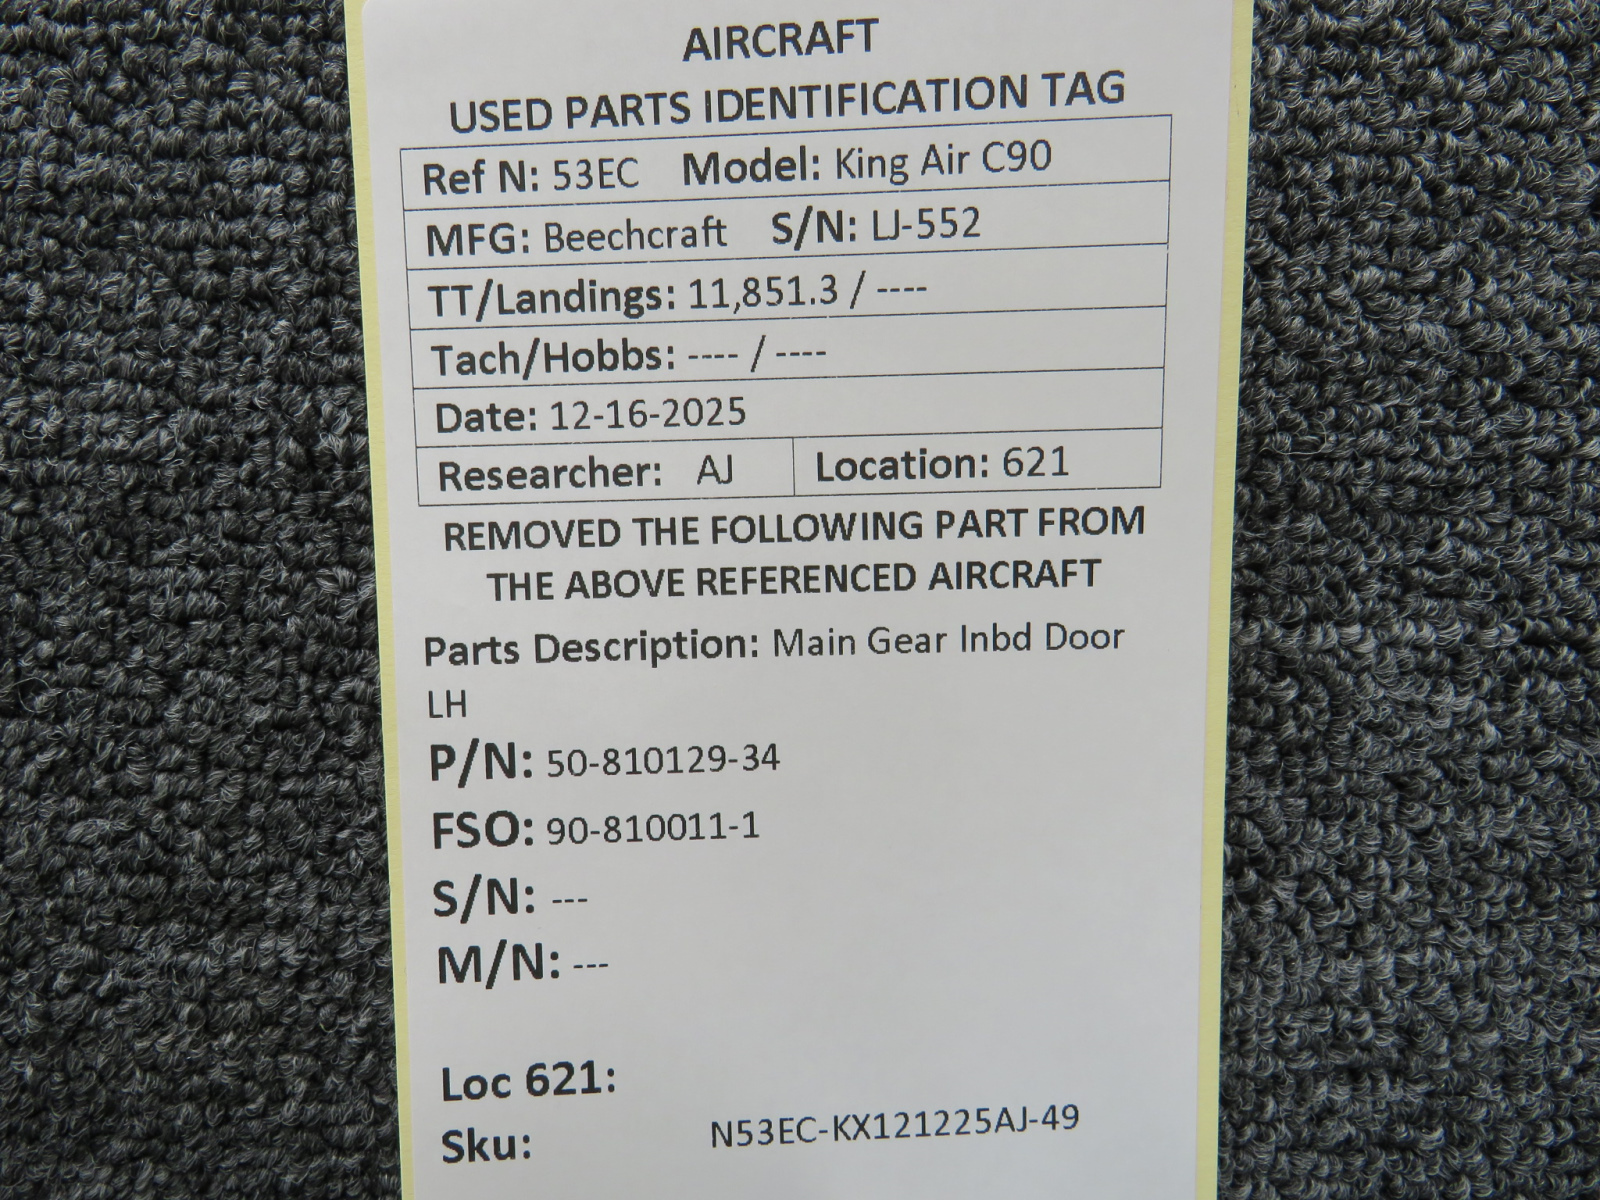 AIRCRAFT
USED PARTS IDENTIFICATION TAG
Ref N: 53EC Model: King Air C90
MFG: Beechcraft S/N: LJ-552
TT/Landings: 11,851.3 / ----
Tach/Hobbs: ---- / ----
Date: 12-16-2025
Researcher: AJ Location: 621
REMOVED THE FOLLOWING PART FROM
THE ABOVE REFERENCED AIRCRAFT
Parts Description: Main Gear Inbd Door
LH
P/N: 50-810129-34
FSO: 90-810011-1
S/N: ---
M/N: ---
Loc 621:
Sku: N53EC-KX121225AJ-49